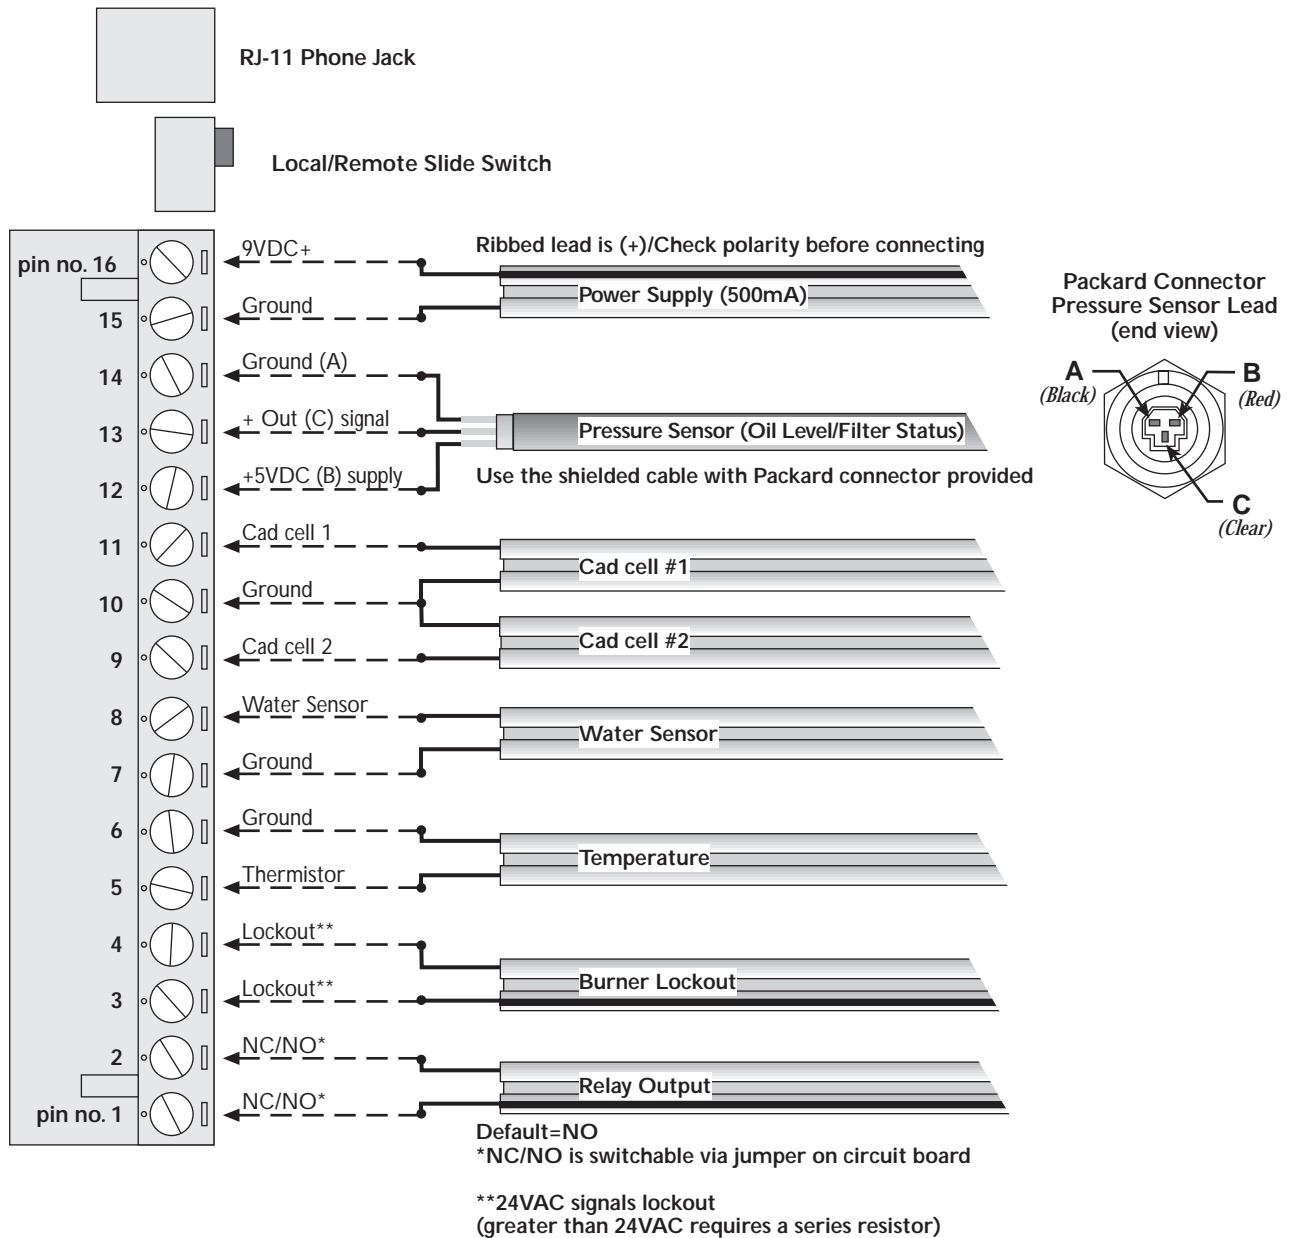 RJ-11 Phone Jack
Local/Remote Slide Switch
pin no. 16
9VDC+
Ribbed lead is (+)/Check polarity before connecting
Power Supply (500mA)
15
Ground
14
Ground (A)
13
+ Out (C) signal
Pressure Sensor (Oil Level/Filter Status)
12
+5VDC (B) supply
Use the shielded cable with Packard connector provided
Packard Connector
Pressure Sensor Lead
(end view)
A
(Black)
B
(Red)
C
(Clear)
11
Cad cell 1
Cad cell #1
10
Ground
9
Cad cell 2
Cad cell #2
8
Water Sensor
Water Sensor
7
Ground
6
Ground
Temperature
5
Thermistor
4
Lockout**
Burner Lockout
3
Lockout**
2
NC/NO*
Relay Output
pin no. 1
NC/NO*
Default=NO
*NC/NO is switchable via jumper on circuit board
**24VAC signals lockout
(greater than 24VAC requires a series resistor)